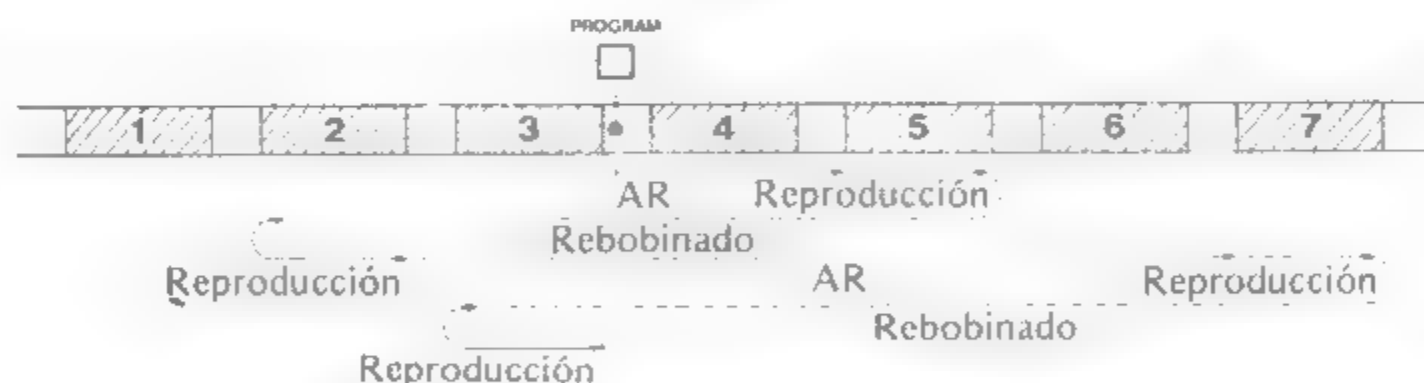 PROGRAM
1 2 3 4 5 6 7
AR Reproducción
Rebobinado
Reproducción AR Reproducción
Rebobinado
Reproducción